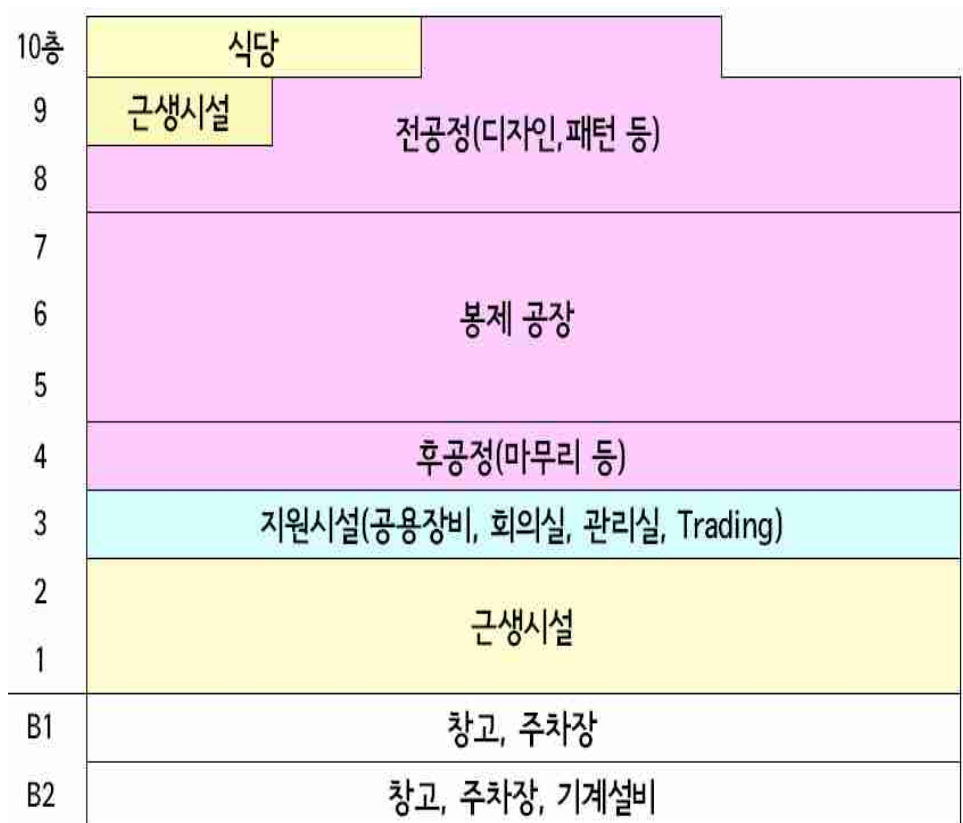 10층 식당
9 근생시설
전공정(디자인,패턴 등)
8
7
6 봉제 공장
5
4 후공정(마무리 등)
3 지원시설(공용장비, 회의실, 관리실, Trading)
2
근생시설
1
B1 창고, 주차장
B2 창고, 주차장, 기계설비